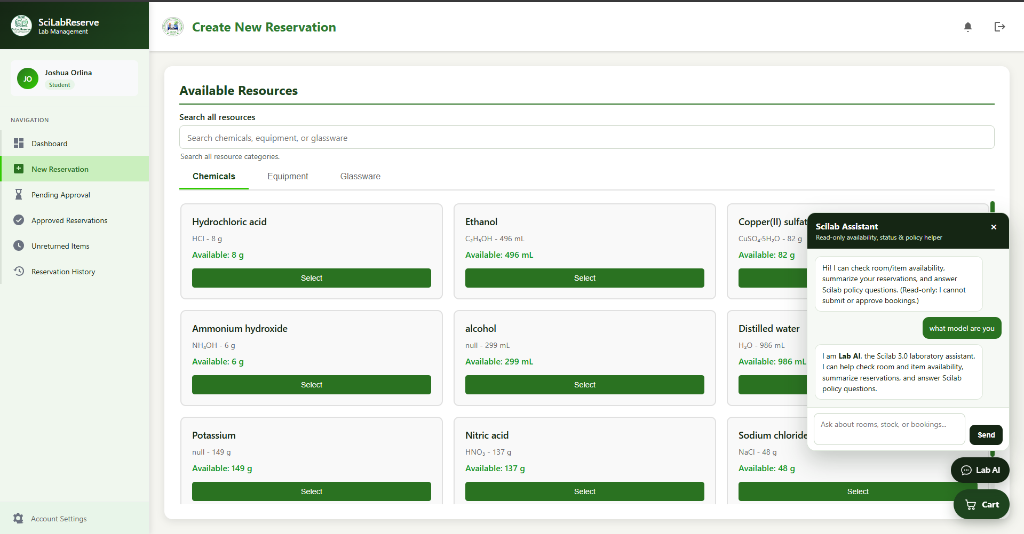 SciLabReserve
Lab Management
JO
Joshua Orlina
Student
NAVIGATION
Dashboard
New Reservation
Pending Approval
Approved Reservations
Unreturned Items
Reservation History
Account Settings
Create New Reservation
Available Resources
Search all resources
Search chemicals, equipment, or glassware
Search all resource categories.
Chemicals
Equipment
Glassware
Hydrochloric acid
HCl - 8 g
Available: 8 g
Select
Ethanol
C₂H₅OH - 496 mL
Available: 496 mL
Select
Copper(II) sulfat
CuSO₄·5H₂O - 82 g
Available: 82 g
Ammonium hydroxide
NH₄OH - 6 g
Available: 6 g
Select
alcohol
null - 299 mL
Available: 299 mL
Select
Distilled water
H₂O - 986 mL
Available: 986 mL
Potassium
null - 149 g
Available: 149 g
Select
Nitric acid
HNO₃ - 137 g
Available: 137 g
Select
Sodium chloride
NaCl - 48 g
Available: 48 g
Select
Scilab Assistant
Read-only availability, status & policy helper
×
Hi! I can check room/item availability,
summarize your reservations, and answer
Scilab policy questions. (Read-only: I cannot
submit or approve bookings.)
what model are you
I am Lab AI, the Scilab 3.0 laboratory assistant.
I can help check room and item availability,
summarize reservations, and answer Scilab
policy questions.
Ask about rooms, stock, or bookings...
Send
Lab AI
Cart